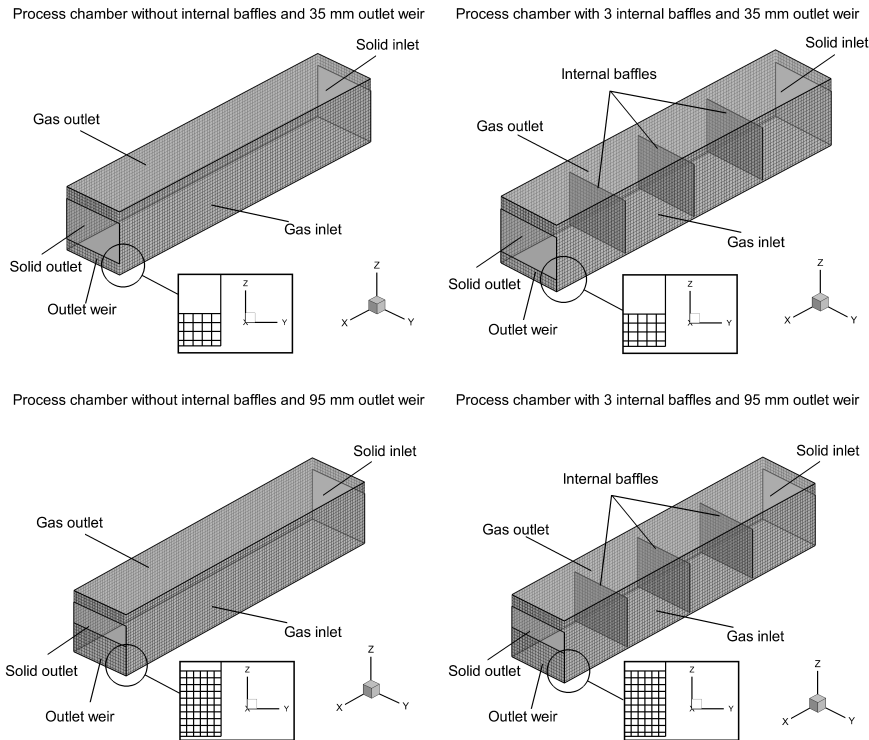 Process chamber without internal baffles and 35 mm outlet weir
Solid inlet
Gas outlet
Gas inlet
Solid outlet
Outlet weir
Z
X
Y
Z
X
Y
Process chamber with 3 internal baffles and 35 mm outlet weir
Solid inlet
Internal baffles
Gas outlet
Gas inlet
Solid outlet
Outlet weir
Z
X
Y
Z
X
Y
Process chamber without internal baffles and 95 mm outlet weir
Solid inlet
Gas outlet
Gas inlet
Solid outlet
Outlet weir
Z
X
Y
Z
X
Y
Process chamber with 3 internal baffles and 95 mm outlet weir
Solid inlet
Internal baffles
Gas outlet
Gas inlet
Solid outlet
Outlet weir
Z
X
Y
Z
X
Y